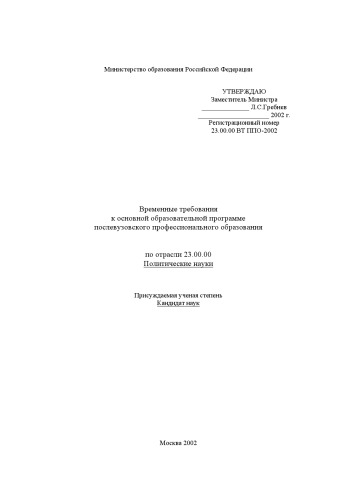 Министерство образования Российской Федерации
УТВЕРЖДАЮ
Заместитель Министра
______________ Л.С.Гребнев
_____________________ 2002 г.
Регистрационный номер
23.00.00 ВТ ППО-2002
Временные требования
к основной образовательной программе
послевузовского профессионального образования
по отрасли 23.00.00
Политические науки
Присуждаемая ученая степень
Кандидат наук
Москва 2002